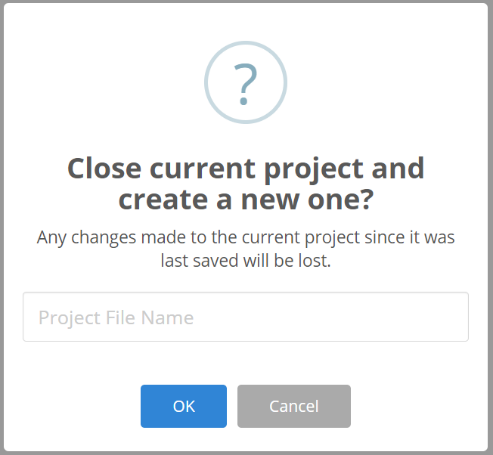 ?
Close current project and
create a new one?
Any changes made to the current project since it was
last saved will be lost.
Project File Name
OK
Cancel